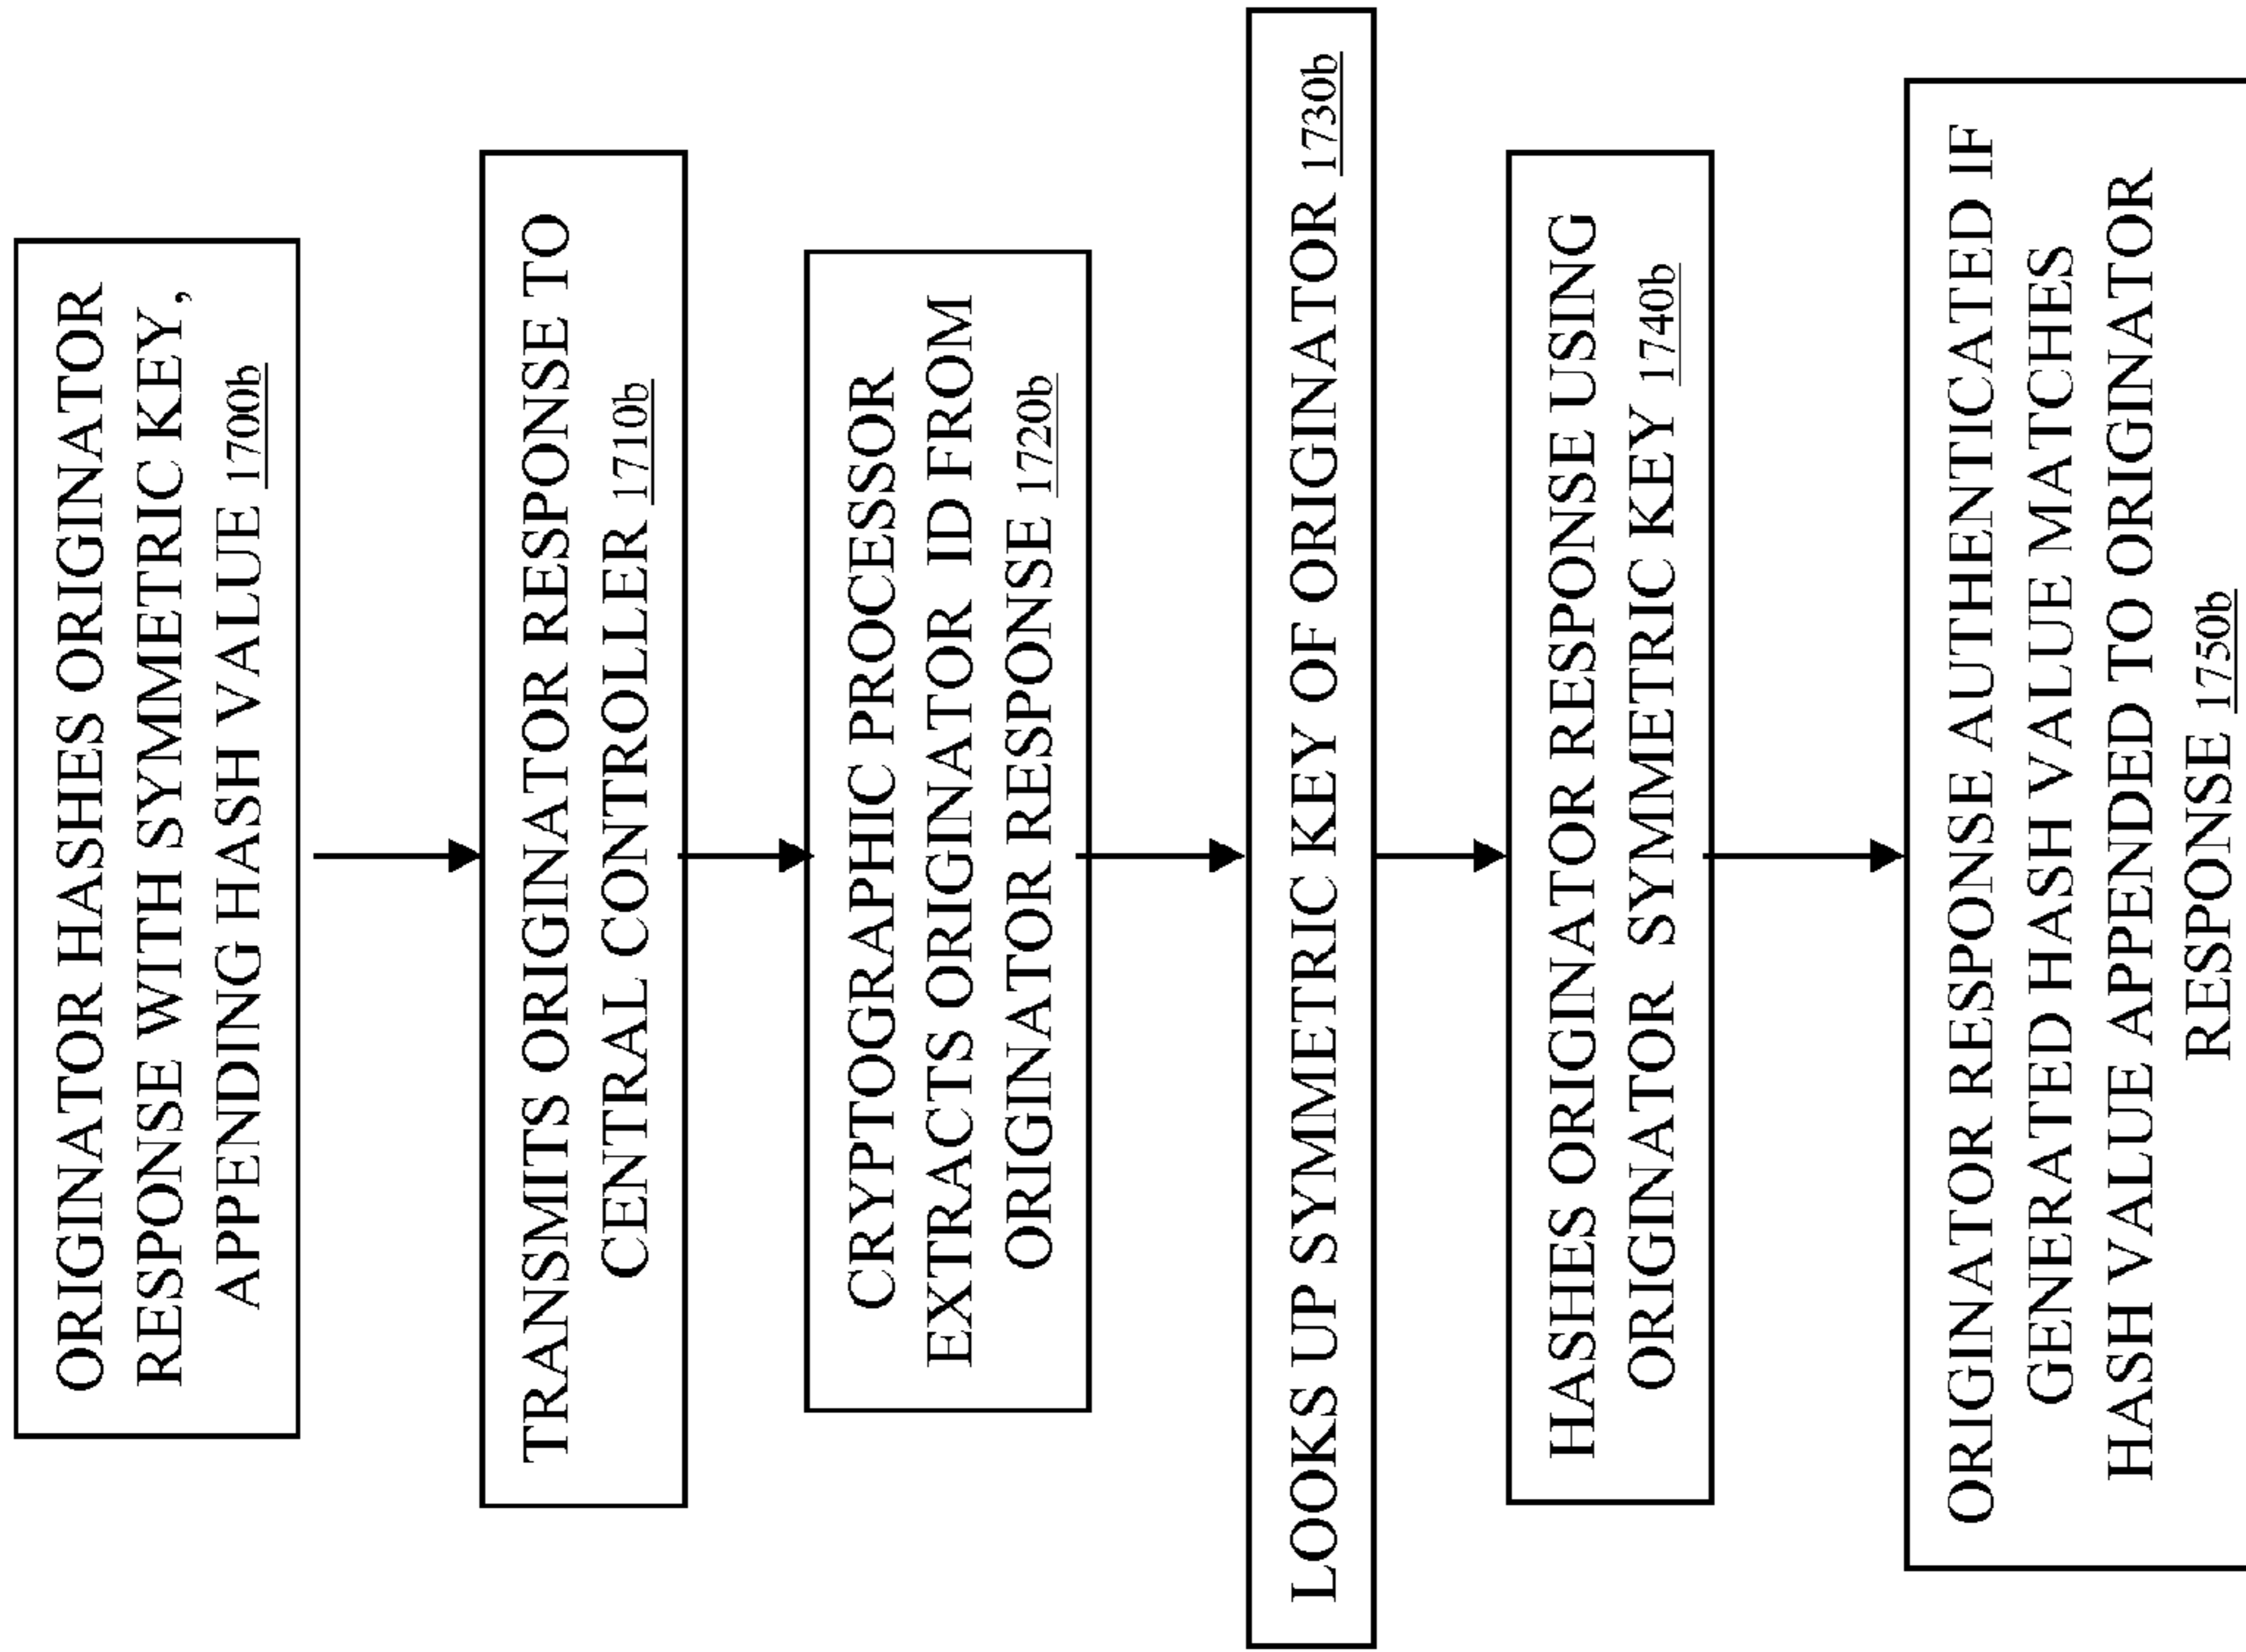 ORIGINATOR HASHES ORIGINATOR
RESPONSE WITH SYMMETRIC KEY,
APPENDING HASH VALUE 1700b
TRANSMITS ORIGINATOR RESPONSE TO
CENTRAL CONTROLLER 1710b
CRYPTOGRAPHIC PROCESSOR
EXTRACTS ORIGINATOR ID FROM
ORIGINATOR RESPONSE 1720b
LOOKS UP SYMMETRIC KEY OF ORIGINATOR 1730b
HASHES ORIGINATOR RESPONSE USING
ORIGINATOR SYMMETRIC KEY 1740b
ORIGINATOR RESPONSE AUTHENTICATED IF
GENERATED HASH VALUE MATCHES
HASH VALUE APPENDED TO ORIGINATOR
RESPONSE 1750b